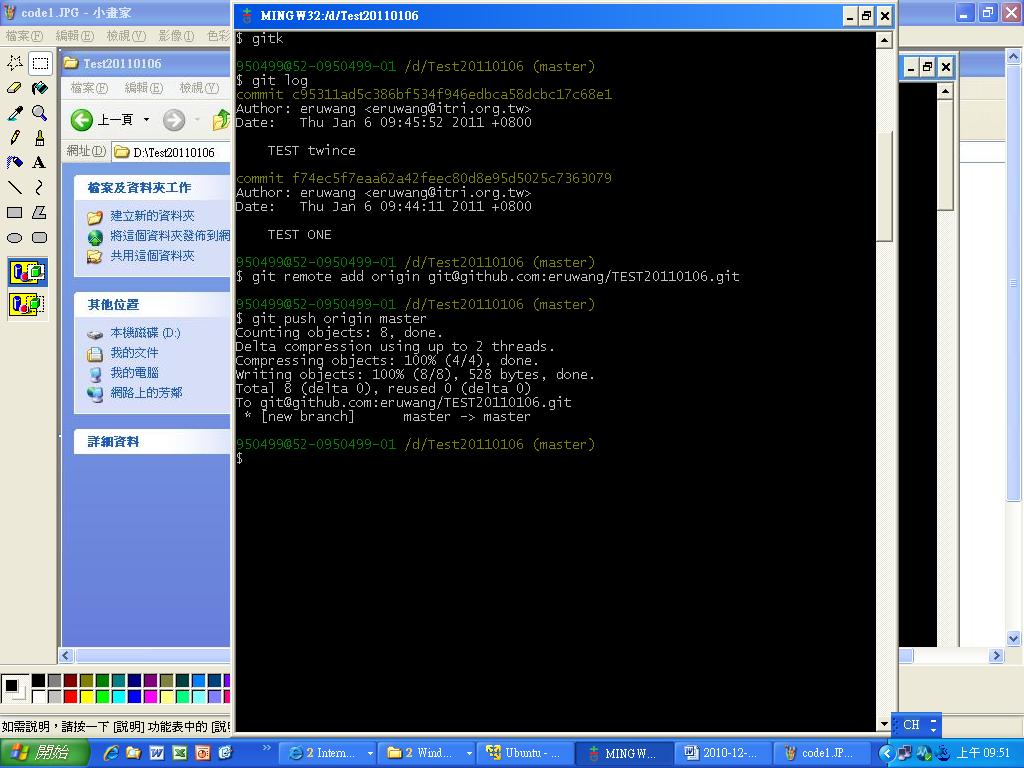 code1.JPG - 小畫家
檔案(F) 編輯(E) 檢視(V) 影像(I) 色彩
Test20110106
檔案(F) 編輯(E) 檢視(V)
上一頁
網址(D) D:\Test20110106
檔案及資料夾工作
建立新的資料夾
將這個資料夾發佈到網
共用這個資料夾
其他位置
本機磁碟 (D:)
我的文件
我的電腦
網路上的芳鄰
詳細資料
MINGW32:/d/Test20110106
$ gitk
950499@52-0950499-01 /d/Test20110106 (master)
$ git log
commit c95311ad5c386bf534f946edbca58dcbc17c68e1
Author: eruwang <eruwang@itri.org.tw>
Date:   Thu Jan 6 09:45:52 2011 +0800
TEST twince
commit f74ec5f7eaa62a42feec80d8e95d5025c7363079
Author: eruwang <eruwang@itri.org.tw>
Date:   Thu Jan 6 09:44:11 2011 +0800
TEST ONE
950499@52-0950499-01 /d/Test20110106 (master)
$ git remote add origin git@github.com:eruwang/TEST20110106.git
950499@52-0950499-01 /d/Test20110106 (master)
$ git push origin master
Counting objects: 8, done.
Delta compression using up to 2 threads.
Compressing objects: 100% (4/4), done.
Writing objects: 100% (8/8), 528 bytes, done.
Total 8 (delta 0), reused 0 (delta 0)
To git@github.com:eruwang/TEST20110106.git
* [new branch]      master -> master
950499@52-0950499-01 /d/Test20110106 (master)
$
如需說明，請按一下 [說明] 功能表中的 [說
CH
開始 2 Intern... 2 Wind... Ubuntu - ... MINGW... 2010-12-... code1.JP... 上午 09:51